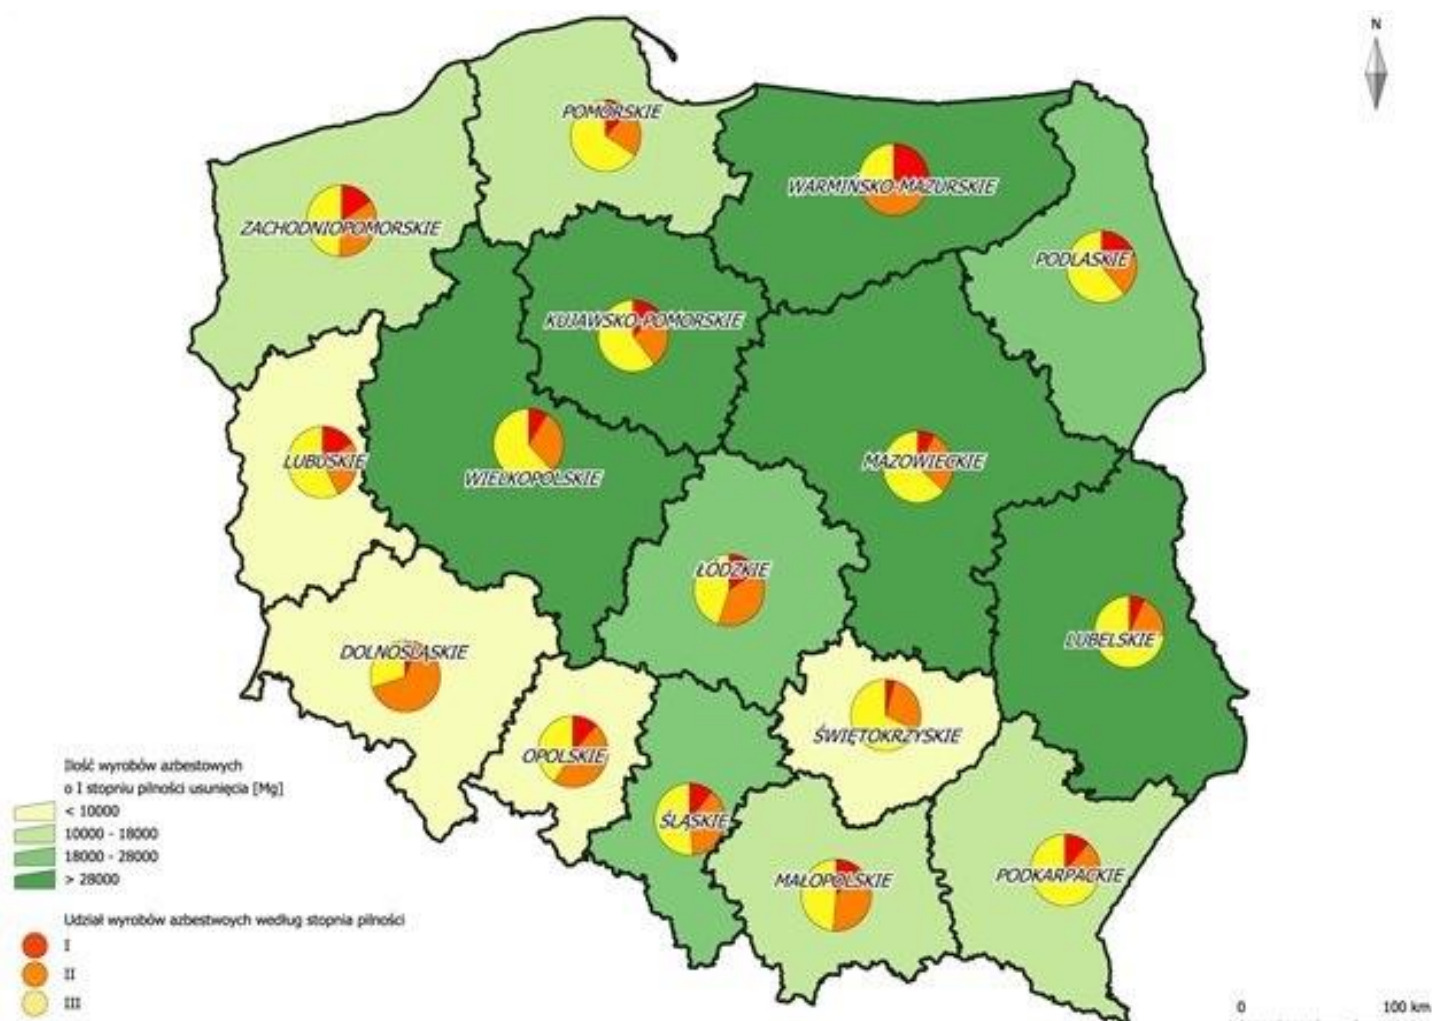 N
POMORSKIE
WARMIŃSKO-MAZURSKIE
ZACHODNIOPOMORSKIE
PODLASKIE
KUJAWSKO-POMORSKIE
LUBUSKIE
WIELKOPOLSKIE
MAZOWIECKIE
ŁÓDZKIE
LUBELSKIE
DOLNOŚLĄSKIE
ŚWIĘTOKRZYSKIE
OPOLSKIE
ŚLĄSKIE
MAŁOPOLSKIE
PODKARPACKIE
Ilość wyrobów azbestowych
o I stopniu pilności usunięcia [Mg]
< 10000
10000 - 18000
18000 - 28000
> 28000
Udział wyrobów azbestwoych według stopnia pilności
I
II
III
0 100 km